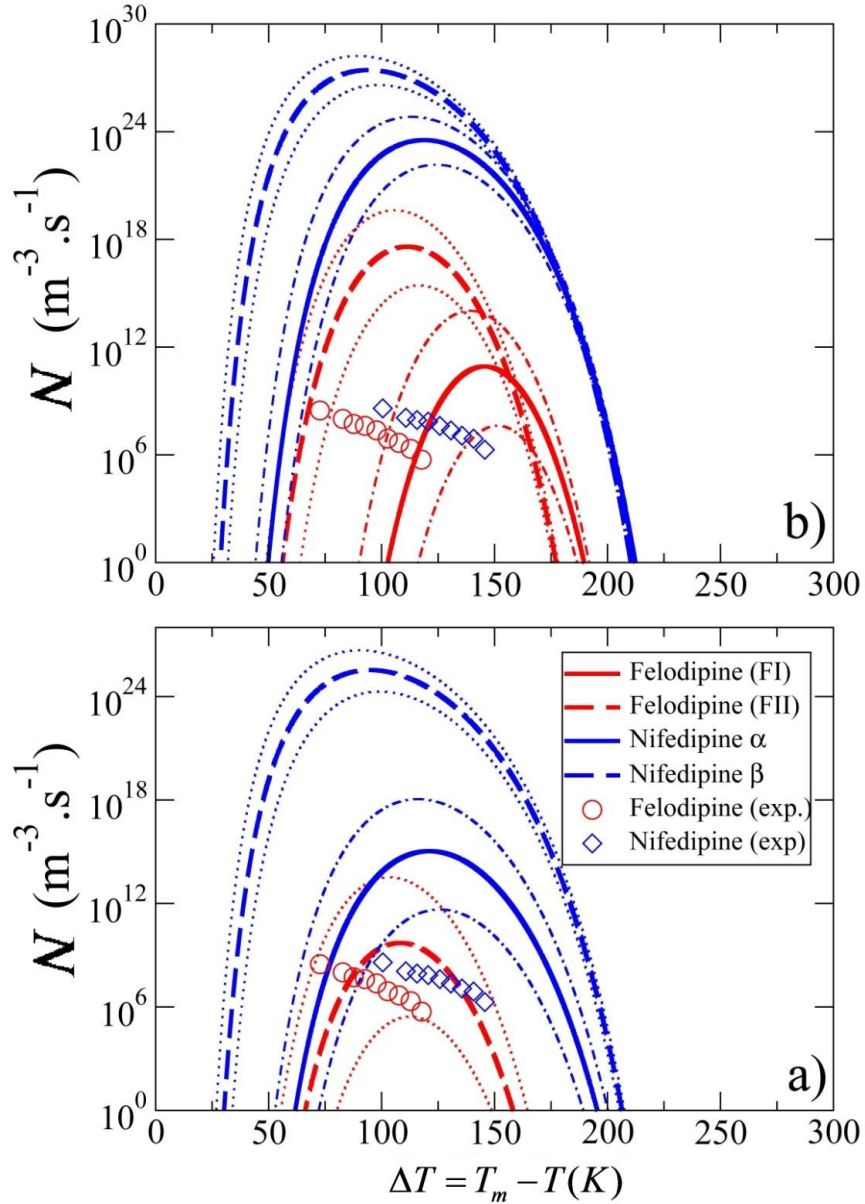 10^30
10^24
10^18
10^12
10^6
10^0
N (m^-3.s^-1)
b)
0 50 100 150 200 250 300
10^24
10^18
10^12
10^6
10^0
N (m^-3.s^-1)
Felodipine (FI)
Felodipine (FII)
Nifedipine α
Nifedipine β
Felodipine (exp.)
Nifedipine (exp)
a)
0 50 100 150 200 250 300
ΔT = T_m − T(K)